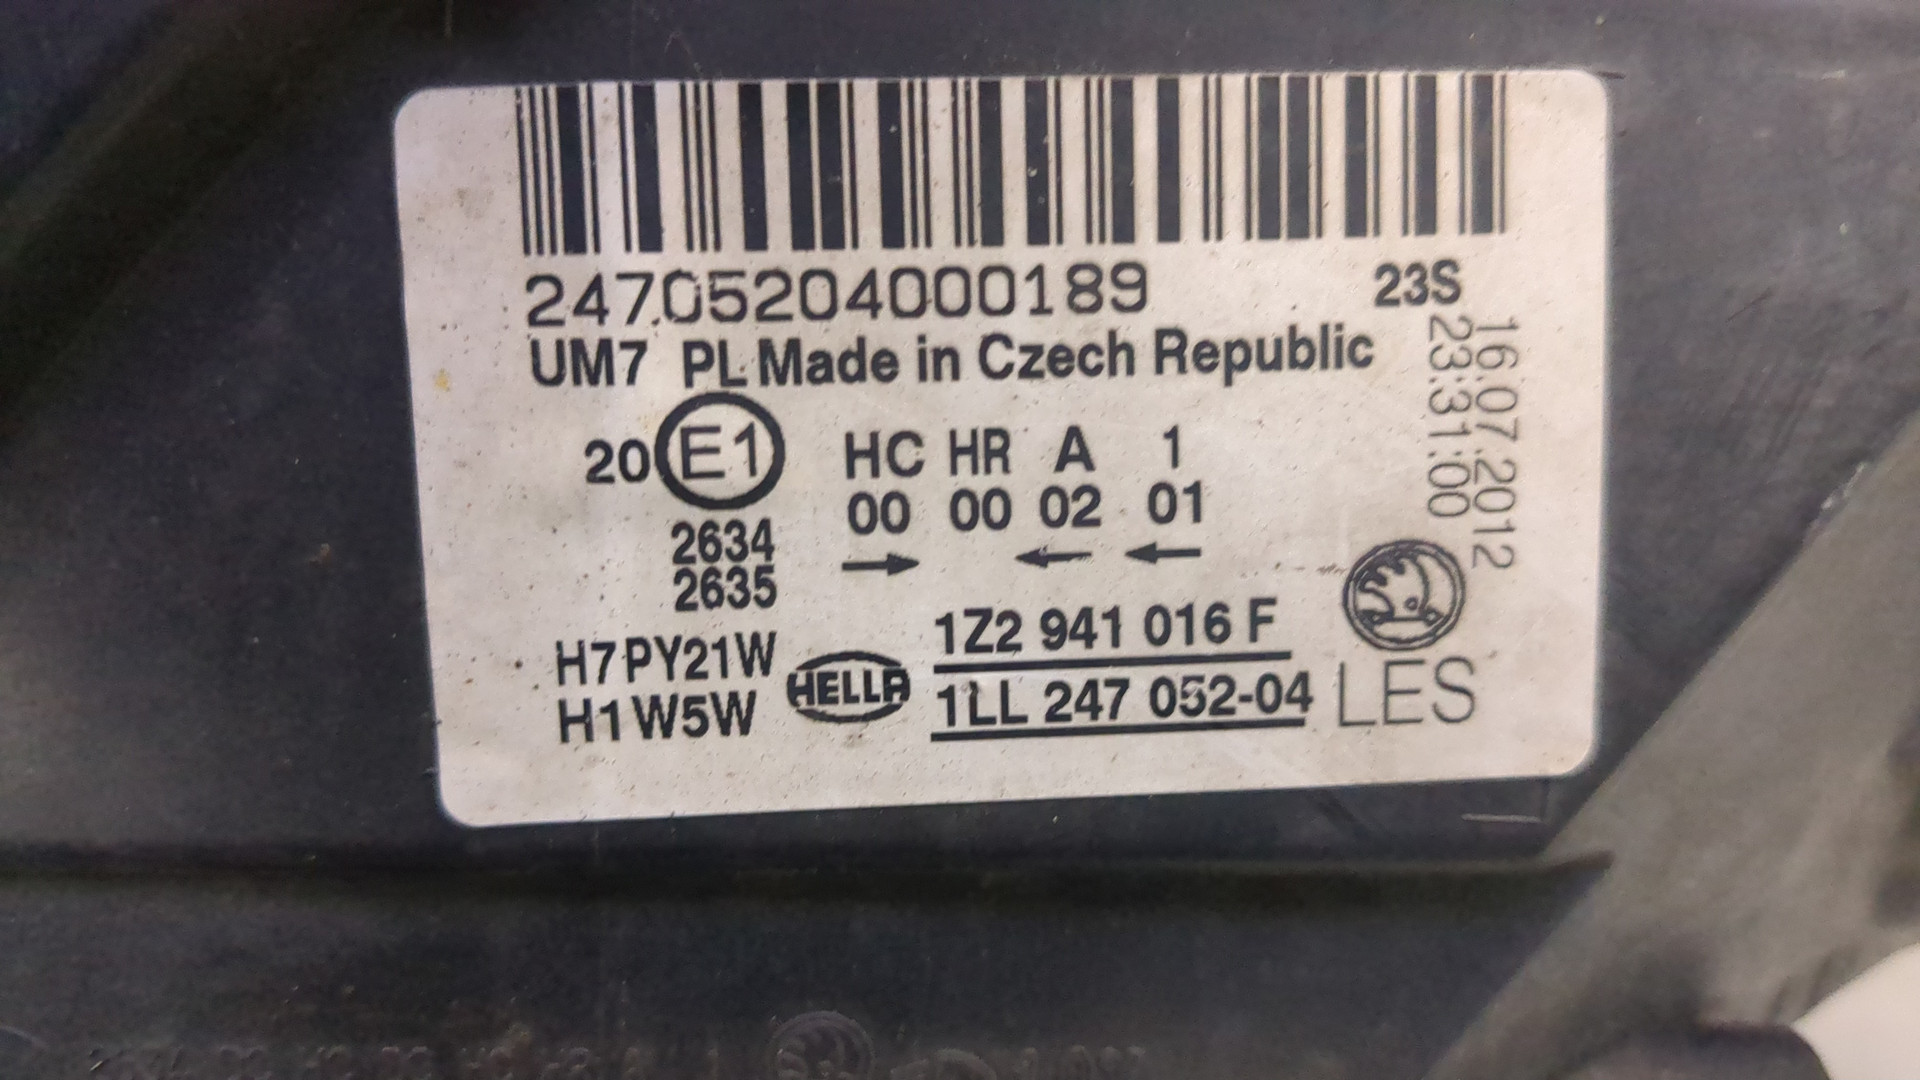 24705204000189
23S
UM7 PL Made in Czech Republic
16.07.2012
23:31:00
20 E1 HC HR A 1
00 00 02 01
2634 → ← ←
2635
1Z2 941 016 F
H7 PY21W
HELLA
1LL 247 052-04 LES
H1 W5W